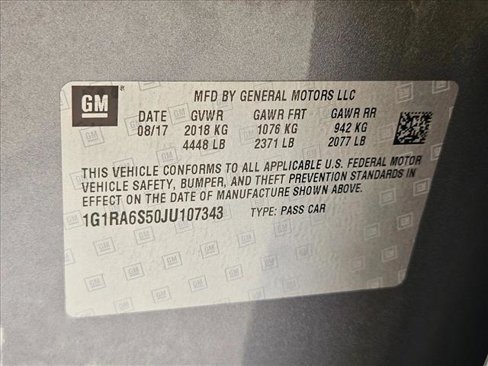 GM
MFD BY GENERAL MOTORS LLC
DATE GVWR GAWR FRT GAWR RR
08/17 2018 KG 1076 KG 942 KG
4448 LB 2371 LB 2077 LB
THIS VEHICLE CONFORMS TO ALL APPLICABLE U.S. FEDERAL MOTOR
VEHICLE SAFETY, BUMPER, AND THEFT PREVENTION STANDARDS IN
EFFECT ON THE DATE OF MANUFACTURE SHOWN ABOVE.
1G1RA6S50JU107343 TYPE: PASS CAR